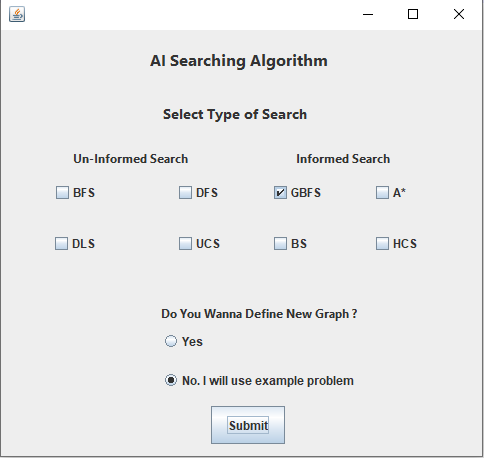 AI Searching Algorithm
Select Type of Search
Un-Informed Search Informed Search
BFS DFS GBFS A*
DLS UCS BS HCS
Do You Wanna Define New Graph ?
Yes
No. I will use example problem
Submit